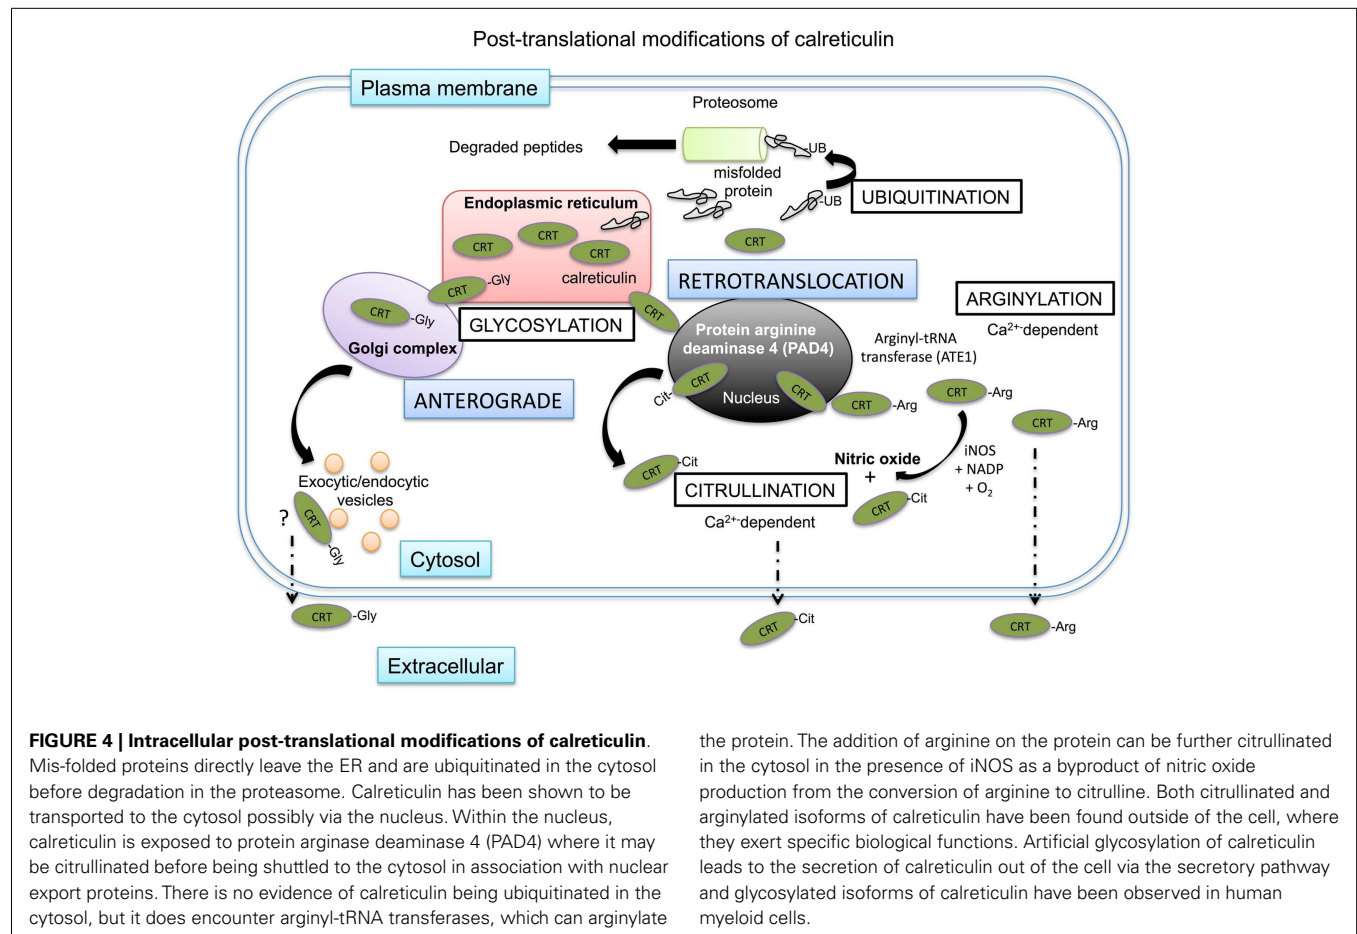 Post-translational modifications of calreticulin
Plasma membrane
Proteosome
Degraded peptides
-UB
misfolded
protein
-UB
UBIQUITINATION
Endoplasmic reticulum
CRT
CRT
CRT
CRT
calreticulin
RETROTRANSLOCATION
CRT
-Gly
CRT
-Gly
Golgi complex
GLYCOSYLATION
CRT
ARGINYLATION
Ca²⁺-dependent
Protein arginine
deaminase 4 (PAD4)
Arginyl-tRNA
transferase (ATE1)
ANTEROGRADE
Cit-
CRT
Nucleus
CRT
CRT
-Arg
CRT
-Arg
CRT
-Arg
CRT
-Cit
CITRULLINATION
Ca²⁺-dependent
Nitric oxide
+
CRT
-Cit
iNOS
+ NADP
+ O₂
Exocytic/endocytic
vesicles
?
CRT
-Gly
Cytosol
CRT
-Gly
CRT
-Cit
CRT
-Arg
Extracellular
FIGURE 4 | Intracellular post-translational modifications of calreticulin.
Mis-folded proteins directly leave the ER and are ubiquitinated in the cytosol
before degradation in the proteasome. Calreticulin has been shown to be
transported to the cytosol possibly via the nucleus. Within the nucleus,
calreticulin is exposed to protein arginase deaminase 4 (PAD4) where it may
be citrullinated before being shuttled to the cytosol in association with nuclear
export proteins. There is no evidence of calreticulin being ubiquitinated in the
cytosol, but it does encounter arginyl-tRNA transferases, which can arginylate
the protein. The addition of arginine on the protein can be further citrullinated
in the cytosol in the presence of iNOS as a byproduct of nitric oxide
production from the conversion of arginine to citrulline. Both citrullinated and
arginylated isoforms of calreticulin have been found outside of the cell, where
they exert specific biological functions. Artificial glycosylation of calreticulin
leads to the secretion of calreticulin out of the cell via the secretory pathway
and glycosylated isoforms of calreticulin have been observed in human
myeloid cells.